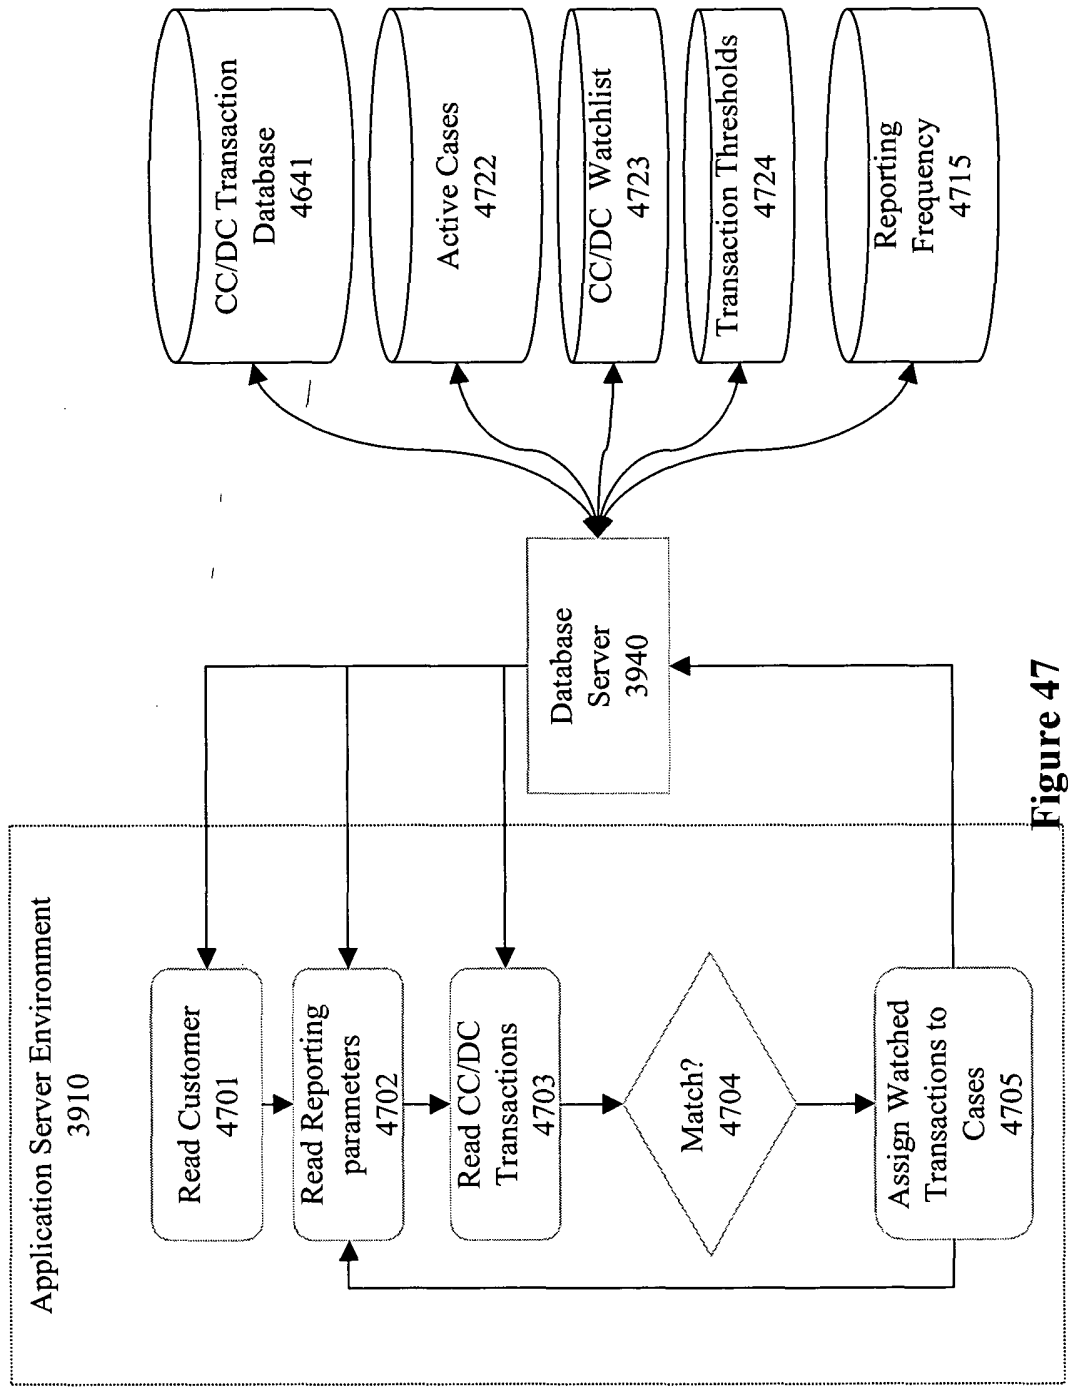 Application Server Environment
3910
Read Customer
4701
Read Reporting
parameters
4702
Read CC/DC
Transactions
4703
Match?
4704
Assign Watched
Transactions to
Cases
4705
Database
Server
3940
CC/DC Transaction
Database
4641
Active Cases
4722
CC/DC Watchlist
4723
Transaction Thresholds
4724
Reporting
Frequency
4715
Figure 47